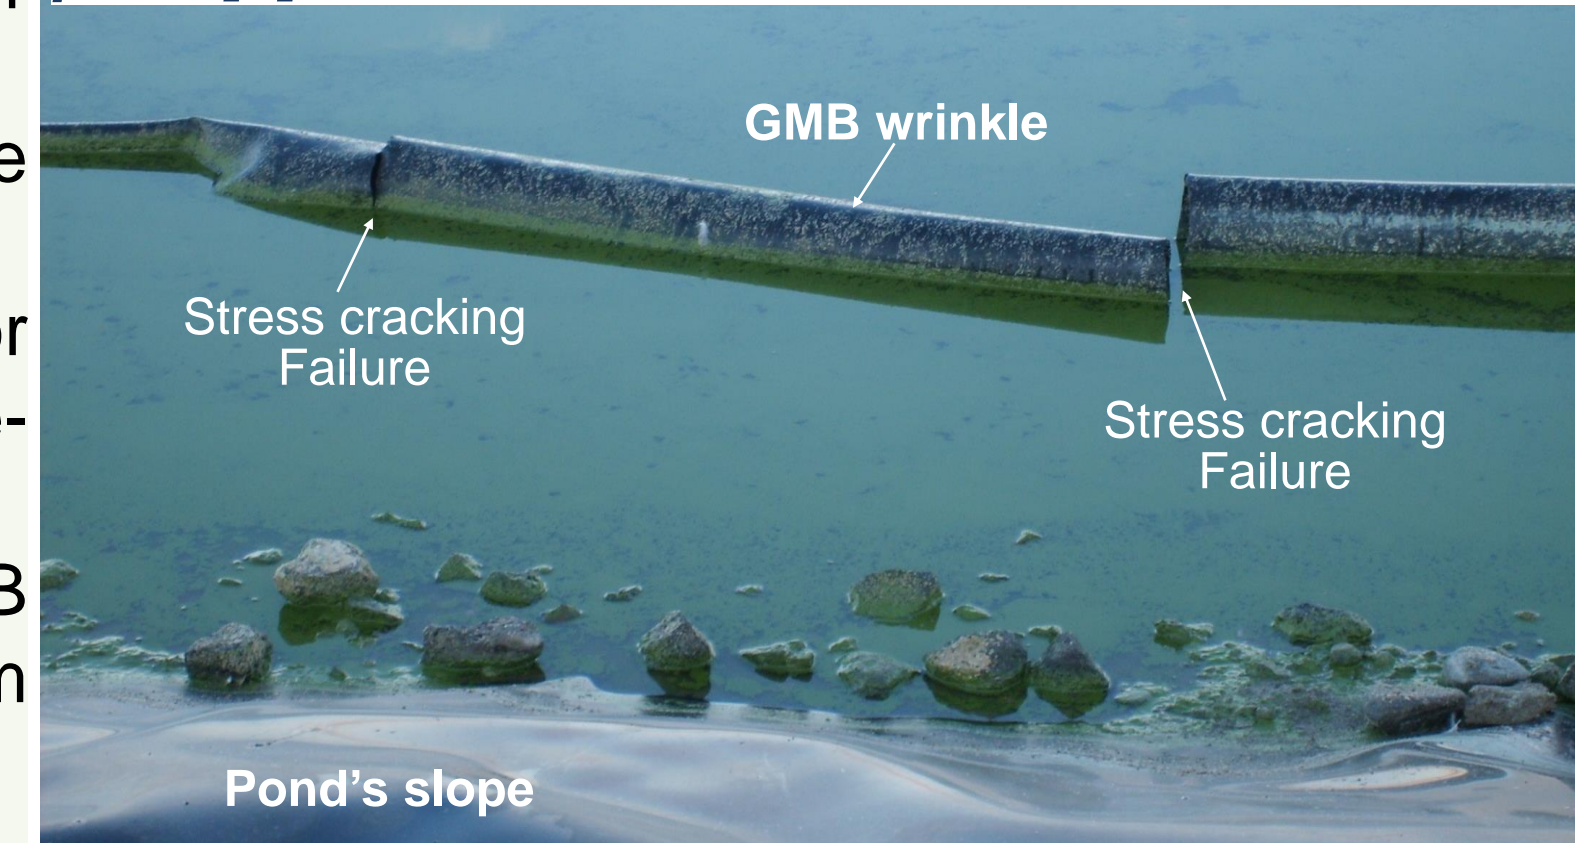 GMB wrinkle
Stress cracking
Failure
Stress cracking
Failure
Pond's slope